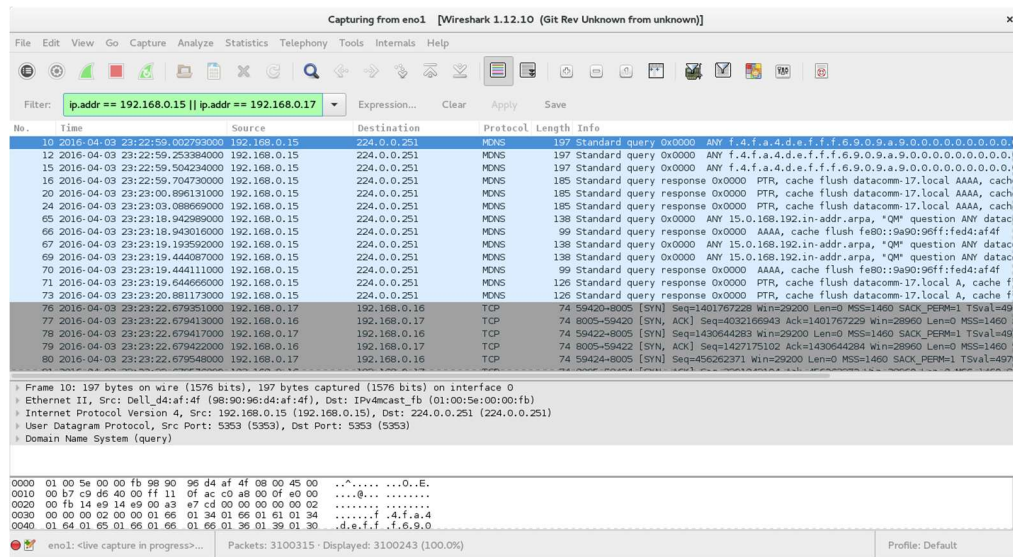 Capturing from eno1 [Wireshark 1.12.10 (Git Rev Unknown from unknown)]
File Edit View Go Capture Analyze Statistics Telephony Tools Internals Help
Filter: ip.addr == 192.168.0.15 || ip.addr == 192.168.0.17 Expression... Clear Apply Save
No. Time Source Destination Protocol Length Info
10 2016-04-03 23:22:59.002793000 192.168.0.15 224.0.0.251 MDNS 197 Standard query 0x0000 ANY f.4.f.a.4.d.e.f.f.f.6.9.0.9.a.9.0.0.0.0.0.0.0.0.0.
12 2016-04-03 23:22:59.253384000 192.168.0.15 224.0.0.251 MDNS 197 Standard query 0x0000 ANY f.4.f.a.4.d.e.f.f.f.6.9.0.9.a.9.0.0.0.0.0.0.0.0.0.
15 2016-04-03 23:22:59.504234000 192.168.0.15 224.0.0.251 MDNS 197 Standard query 0x0000 ANY f.4.f.a.4.d.e.f.f.f.6.9.0.9.a.9.0.0.0.0.0.0.0.0.0.
16 2016-04-03 23:22:59.704730000 192.168.0.15 224.0.0.251 MDNS 185 Standard query response 0x0000 PTR, cache flush datacomm-17.local AAAA, cach
20 2016-04-03 23:23:00.896131000 192.168.0.15 224.0.0.251 MDNS 185 Standard query response 0x0000 PTR, cache flush datacomm-17.local AAAA, cach
24 2016-04-03 23:23:03.088669000 192.168.0.15 224.0.0.251 MDNS 185 Standard query response 0x0000 PTR, cache flush datacomm-17.local AAAA, cach
65 2016-04-03 23:23:18.942989000 192.168.0.15 224.0.0.251 MDNS 138 Standard query 0x0000 ANY 15.0.168.192.in-addr.arpa, "QM" question ANY datac
66 2016-04-03 23:23:18.943016000 192.168.0.15 224.0.0.251 MDNS 99 Standard query response 0x0000 AAAA, cache flush fe80::9a90:96ff:fed4:af4f
67 2016-04-03 23:23:19.193592000 192.168.0.15 224.0.0.251 MDNS 138 Standard query 0x0000 ANY 15.0.168.192.in-addr.arpa, "QM" question ANY datac
69 2016-04-03 23:23:19.444087000 192.168.0.15 224.0.0.251 MDNS 138 Standard query 0x0000 ANY 15.0.168.192.in-addr.arpa, "QM" question ANY datac
70 2016-04-03 23:23:19.444111000 192.168.0.15 224.0.0.251 MDNS 99 Standard query response 0x0000 AAAA, cache flush fe80::9a90:96ff:fed4:af4f
71 2016-04-03 23:23:19.644666000 192.168.0.15 224.0.0.251 MDNS 126 Standard query response 0x0000 PTR, cache flush datacomm-17.local A, cache f
73 2016-04-03 23:23:20.881173000 192.168.0.15 224.0.0.251 MDNS 126 Standard query response 0x0000 PTR, cache flush datacomm-17.local A, cache f
76 2016-04-03 23:23:22.679351000 192.168.0.17 192.168.0.16 TCP 74 59420→8005 [SYN] Seq=1401767228 Win=29200 Len=0 MSS=1460 SACK_PERM=1 TSval=49
77 2016-04-03 23:23:22.679413000 192.168.0.16 192.168.0.17 TCP 74 8005→59420 [SYN, ACK] Seq=4032166943 Ack=1401767229 Win=28960 Len=0 MSS=1460
78 2016-04-03 23:23:22.679417000 192.168.0.17 192.168.0.16 TCP 74 59422→8005 [SYN] Seq=1430644283 Win=29200 Len=0 MSS=1460 SACK_PERM=1 TSval=49
79 2016-04-03 23:23:22.679422000 192.168.0.16 192.168.0.17 TCP 74 8005→59422 [SYN, ACK] Seq=1427175102 Ack=1430644284 Win=28960 Len=0 MSS=1460
80 2016-04-03 23:23:22.679548000 192.168.0.17 192.168.0.16 TCP 74 59424→8005 [SYN] Seq=456262371 Win=29200 Len=0 MSS=1460 SACK_PERM=1 TSval=497
Frame 10: 197 bytes on wire (1576 bits), 197 bytes captured (1576 bits) on interface 0
Ethernet II, Src: Dell_d4:af:4f (98:90:96:d4:af:4f), Dst: IPv4mcast_fb (01:00:5e:00:00:fb)
Internet Protocol Version 4, Src: 192.168.0.15 (192.168.0.15), Dst: 224.0.0.251 (224.0.0.251)
User Datagram Protocol, Src Port: 5353 (5353), Dst Port: 5353 (5353)
Domain Name System (query)
0000 01 00 5e 00 00 fb 98 90 96 d4 af 4f 08 00 45 00 ..^..... ...O..E.
0010 00 b7 c9 d6 40 00 ff 11 0f ac c0 a8 00 0f e0 00 ....@... ........
0020 00 fb 14 e9 14 e9 00 a3 e7 cd 00 00 00 00 00 02 ........ ........
0030 00 00 00 02 00 00 01 66 01 34 01 66 01 61 01 34 .......f .4.f.a.4
0040 01 64 01 65 01 66 01 66 01 66 01 36 01 39 01 30 .d.e.f.f .f.6.9.0
eno1: <live capture in progress>... Packets: 3100315 · Displayed: 3100243 (100.0%) Profile: Default